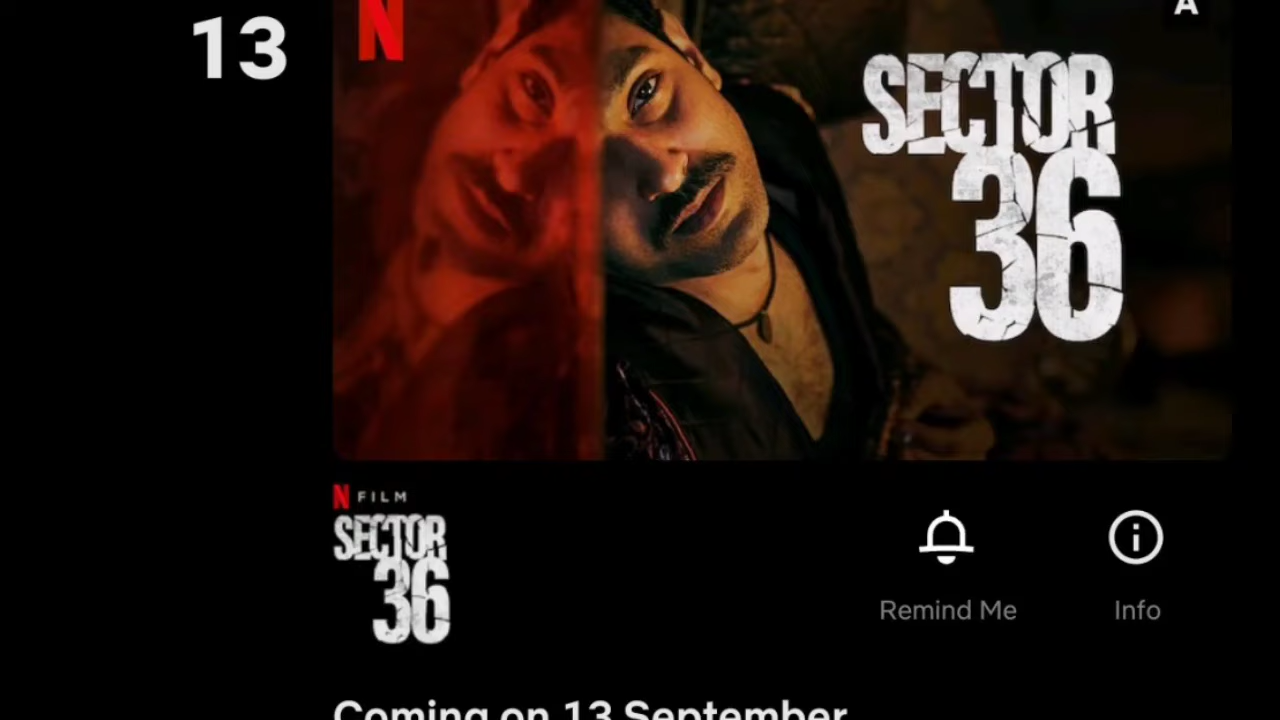 13
N
A
SECTOR
36
N FILM
SECTOR
36
Remind Me
Info
Coming on 13 September